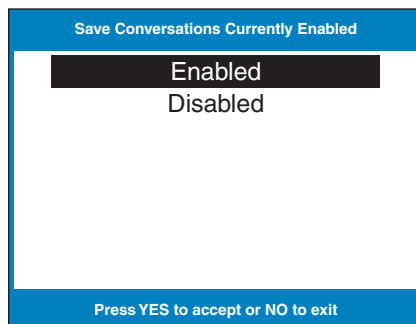 Save Conversations Currently Enabled
Enabled
Disabled
Press YES to accept or NO to exit